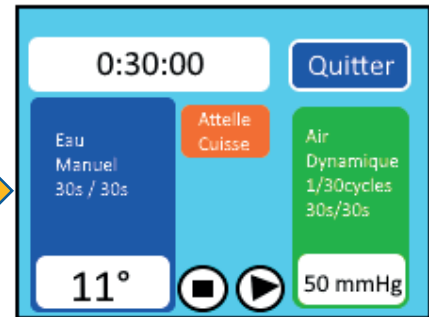 0:30:00
Quitter
Eau
Manuel
30s / 30s
11°
Attelle
Cuisse
Air
Dynamique
1/30cycles
30s/30s
50 mmHg